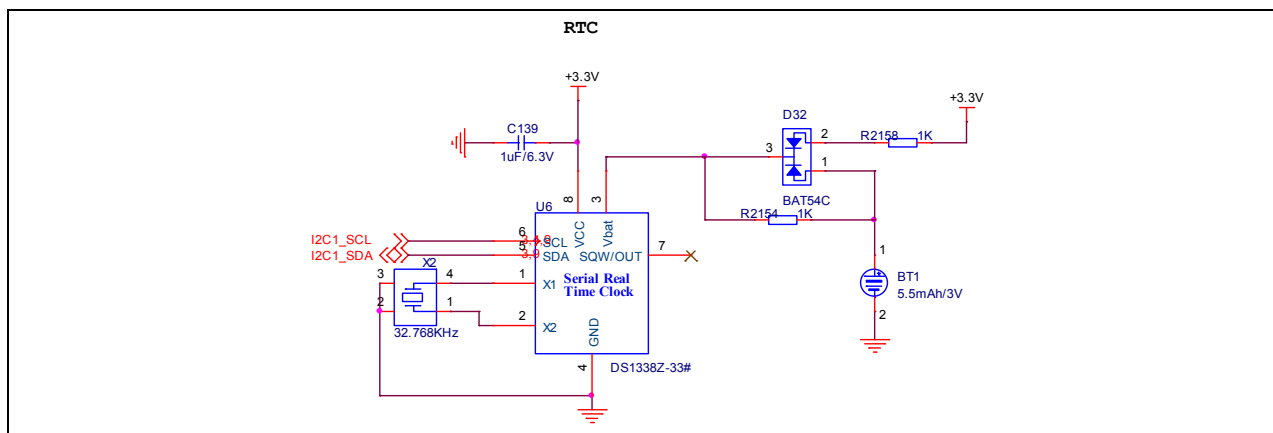 RTC
+3.3V
+3.3V
C139
1uF/6.3V
D32
2
R2158
1K
3
1
BAT54C
R2154
1K
U6
8
3
VCC
Vbat
I2C1_SCL
6
SCL
I2C1_SDA
5
3,9
SDA
SQW/OUT
7
X2
3
4
1
X1
Serial Real
Time Clock
2
1
2
X2
32.768KHz
GND
4
DS1338Z-33#
1
BT1
5.5mAh/3V
2